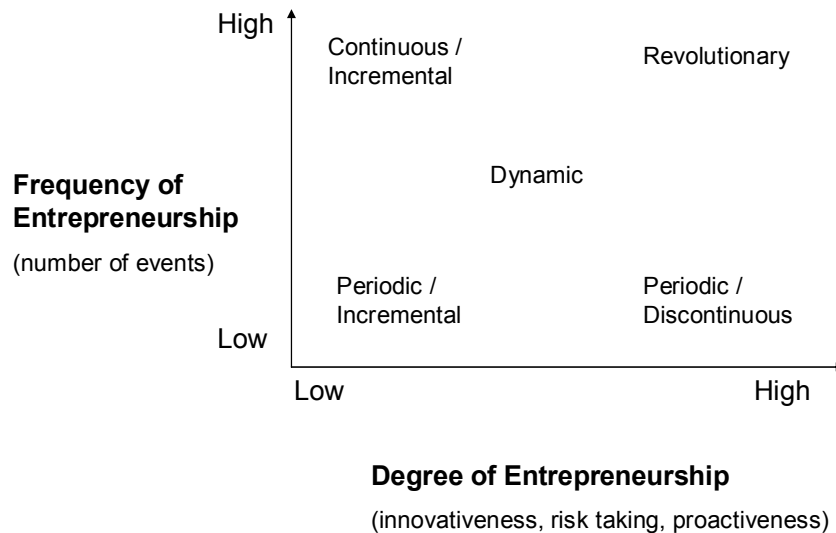 High
Continuous /
Incremental
Revolutionary
Dynamic
Frequency of
Entrepreneurship
(number of events)
Periodic /
Incremental
Periodic /
Discontinuous
Low
Low
High
Degree of Entrepreneurship
(innovativeness, risk taking, proactiveness)